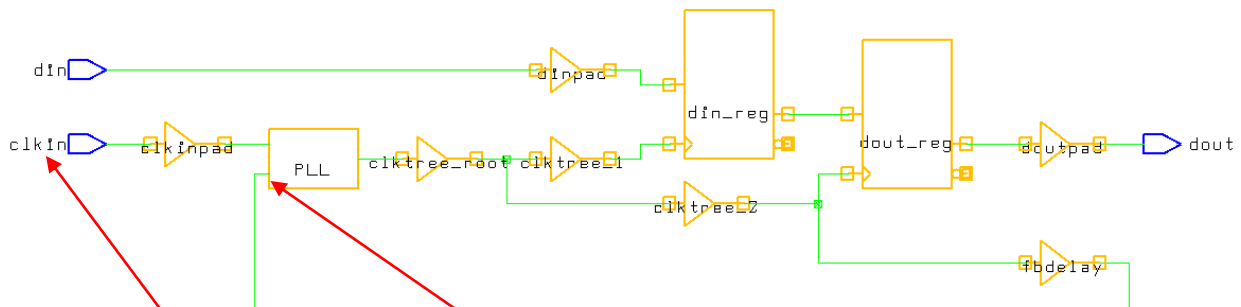 din
dinpad
din_reg
clkin
clkinpad
PLL
clktree_root
clktree_1
dout_reg
doutpad
dout
clktree_2
fbdelay